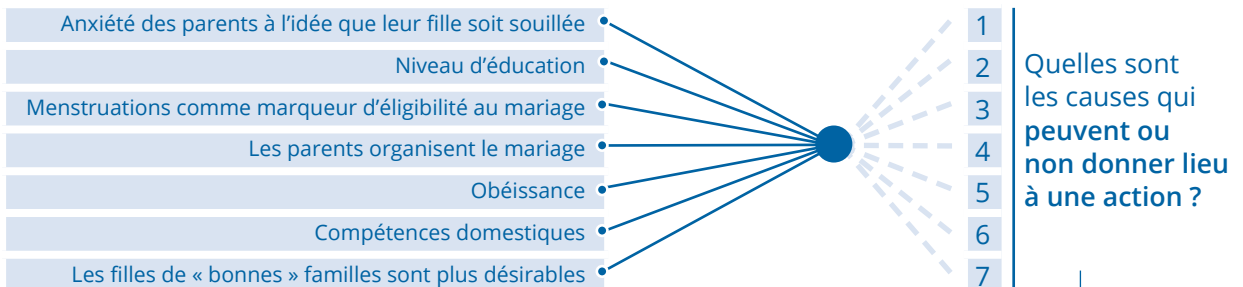 Anxiété des parents à l’idée que leur fille soit souillée
Niveau d’éducation
Menstruations comme marqueur d’éligibilité au mariage
Les parents organisent le mariage
Obéissance
Compétences domestiques
Les filles de « bonnes » familles sont plus désirables
1
2
3
4
5
6
7
Quelles sont
les causes qui
peuvent ou
non donner lieu
à une action ?